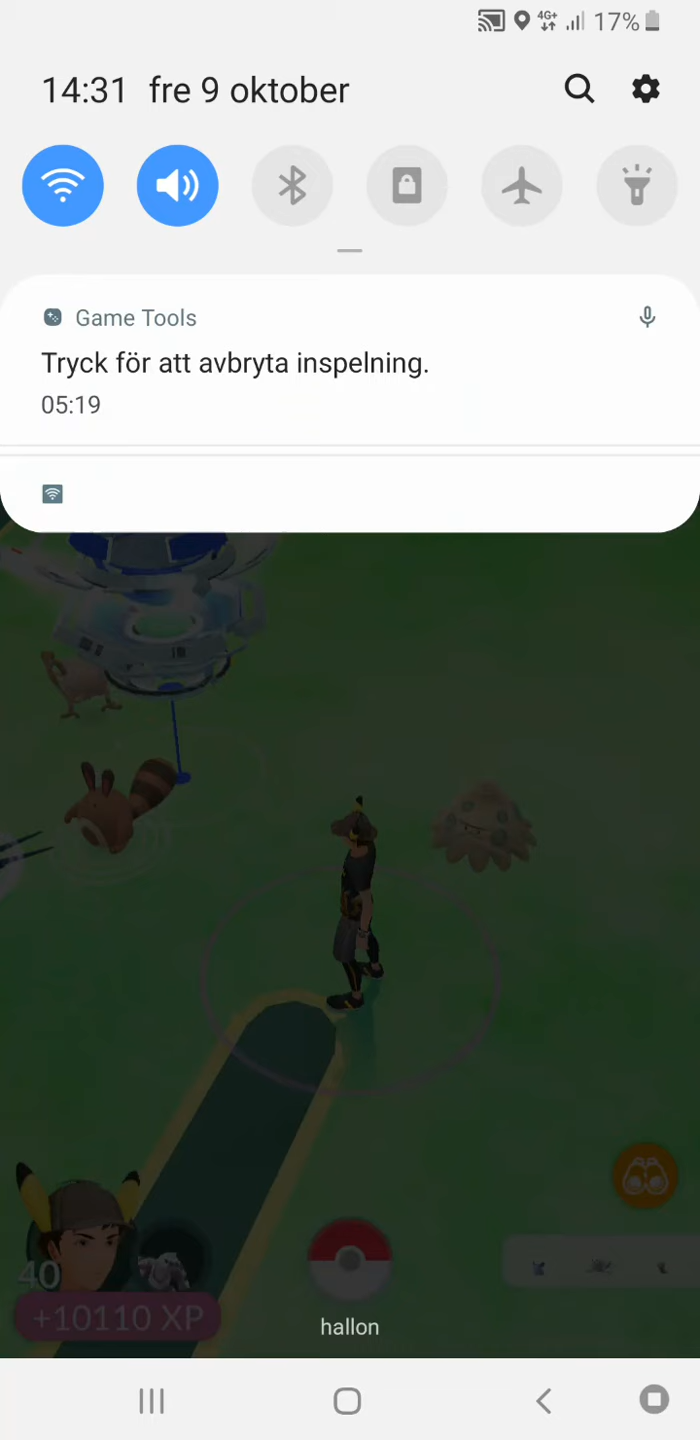 4G+ 17%
14:31 fre 9 oktober
Game Tools
Tryck för att avbryta inspelning.
05:19
40
+10110 XP
hallon